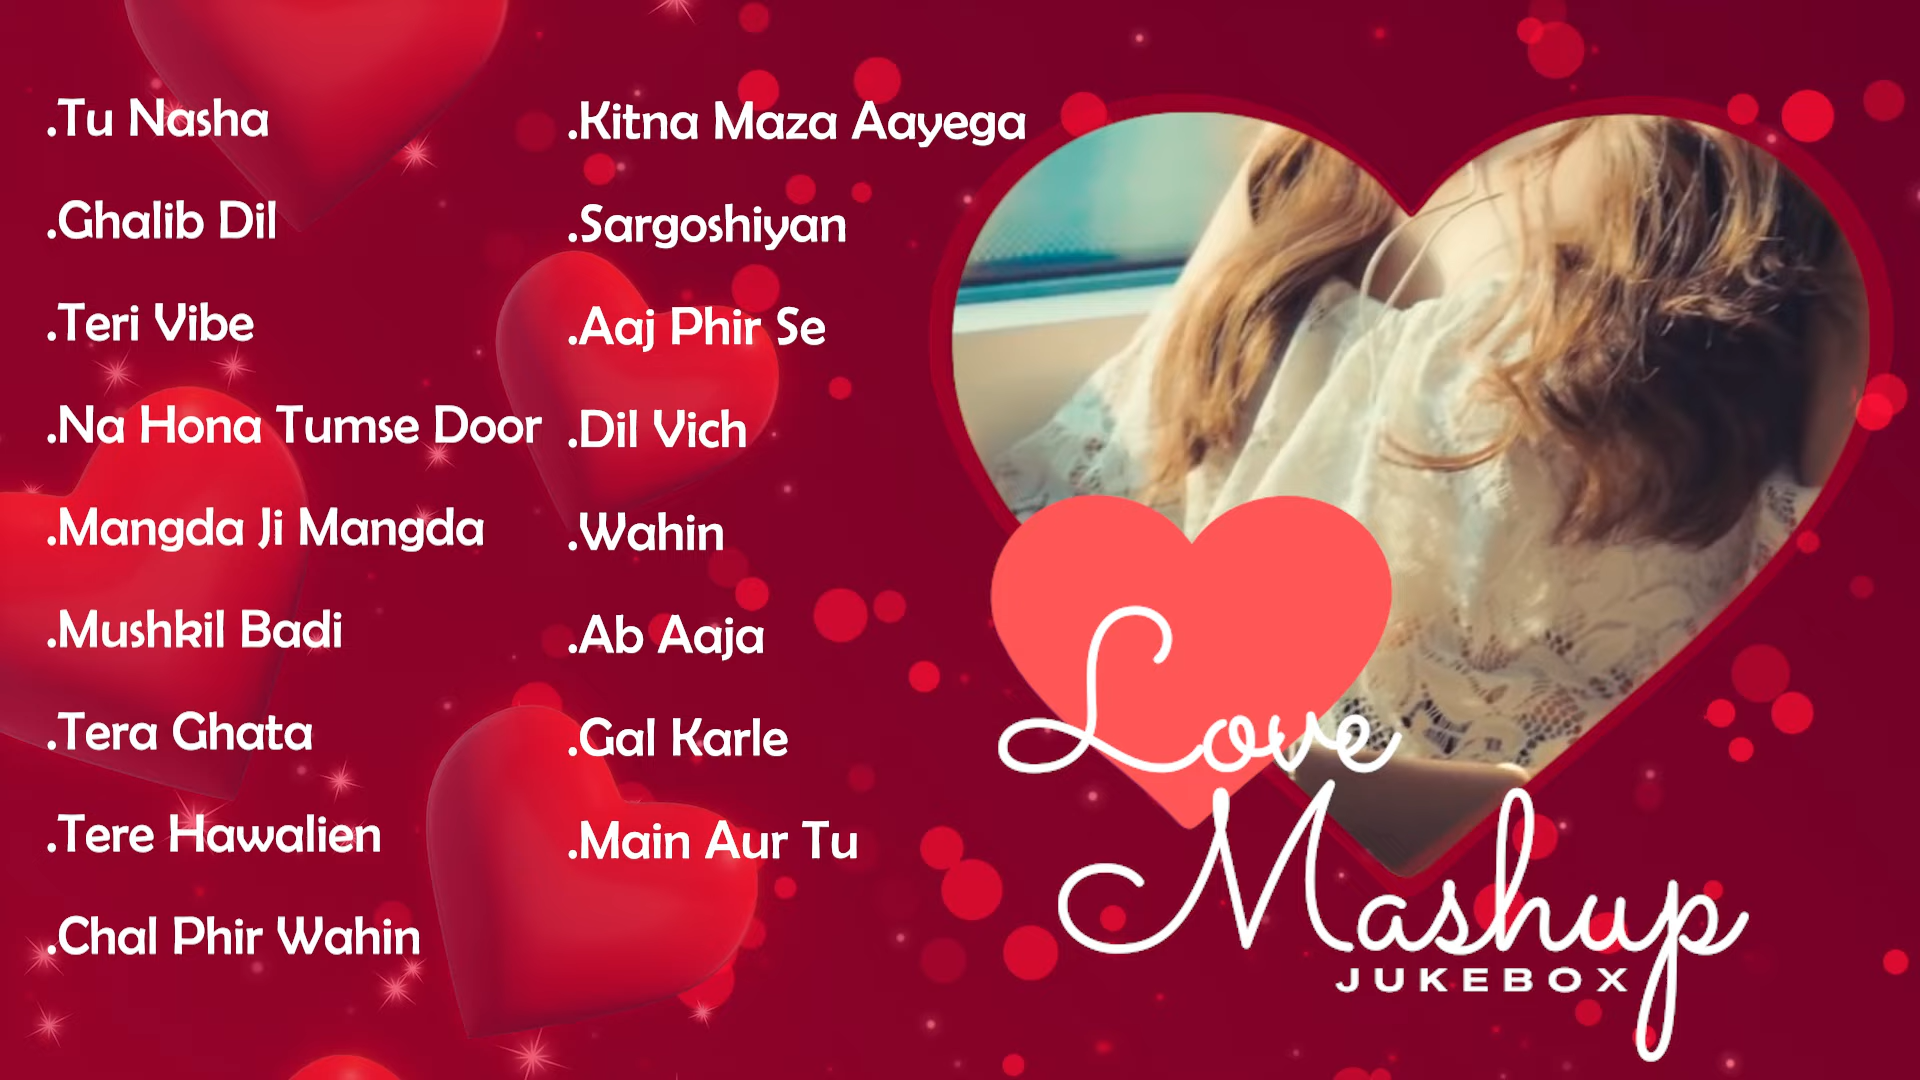 .Tu Nasha
.Ghalib Dil
.Teri Vibe
.Na Hona Tumse Door
.Mangda Ji Mangda
.Mushkil Badi
.Tera Ghata
.Tere Hawalien
.Chal Phir Wahin
.Kitna Maza Aayega
.Sargoshiyan
.Aaj Phir Se
.Dil Vich
.Wahin
.Ab Aaja
.Gal Karle
.Main Aur Tu
Love
Mashup
JUKEBOX